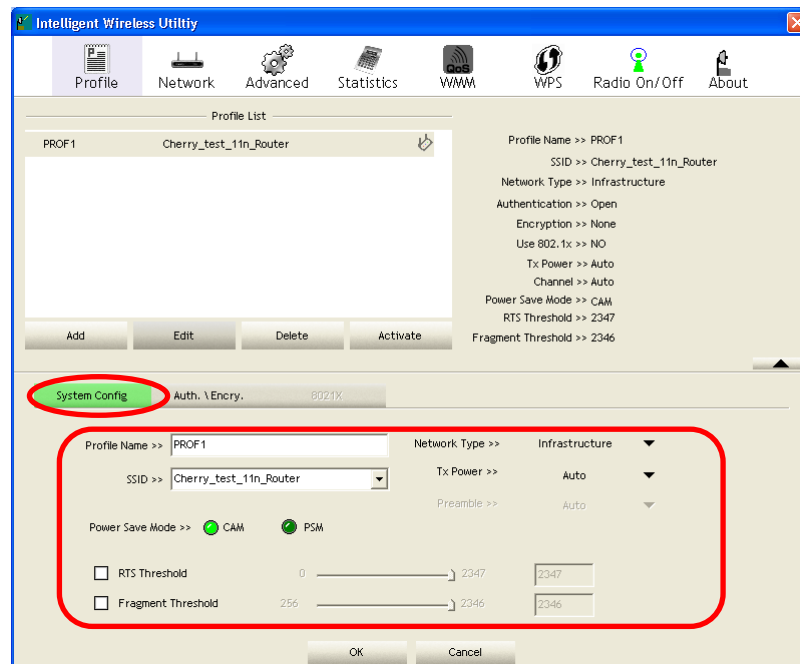 Intelligent Wireless Utiltiy
Profile Network Advanced Statistics QoS WMM WPS Radio On/Off About
Profile List
PROF1 Cherry_test_11n_Router
Profile Name >> PROF1
SSID >> Cherry_test_11n_Router
Network Type >> Infrastructure
Authentication >> Open
Encryption >> None
Use 802.1x >> NO
Tx Power >> Auto
Channel >> Auto
Power Save Mode >> CAM
RTS Threshold >> 2347
Fragment Threshold >> 2346
Add Edit Delete Activate
System Config Auth. \ Encry. 8021X
Profile Name >> PROF1 Network Type >> Infrastructure
SSID >> Cherry_test_11n_Router Tx Power >> Auto
Preamble >> Auto
Power Save Mode >> CAM PSM
RTS Threshold 0 2347 2347
Fragment Threshold 256 2346 2346
OK Cancel